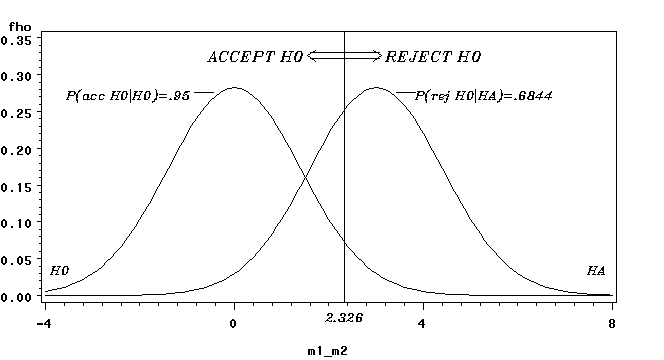 fho
0.35
ACCEPT H0 REJECT H0
0.30
P(acc H0|H0)=.95 P(rej H0|HA)=.6844
0.25
0.20
0.15
0.10
0.05
H0 HA
0.00
-4 0 2.326 4 8
m1_m2